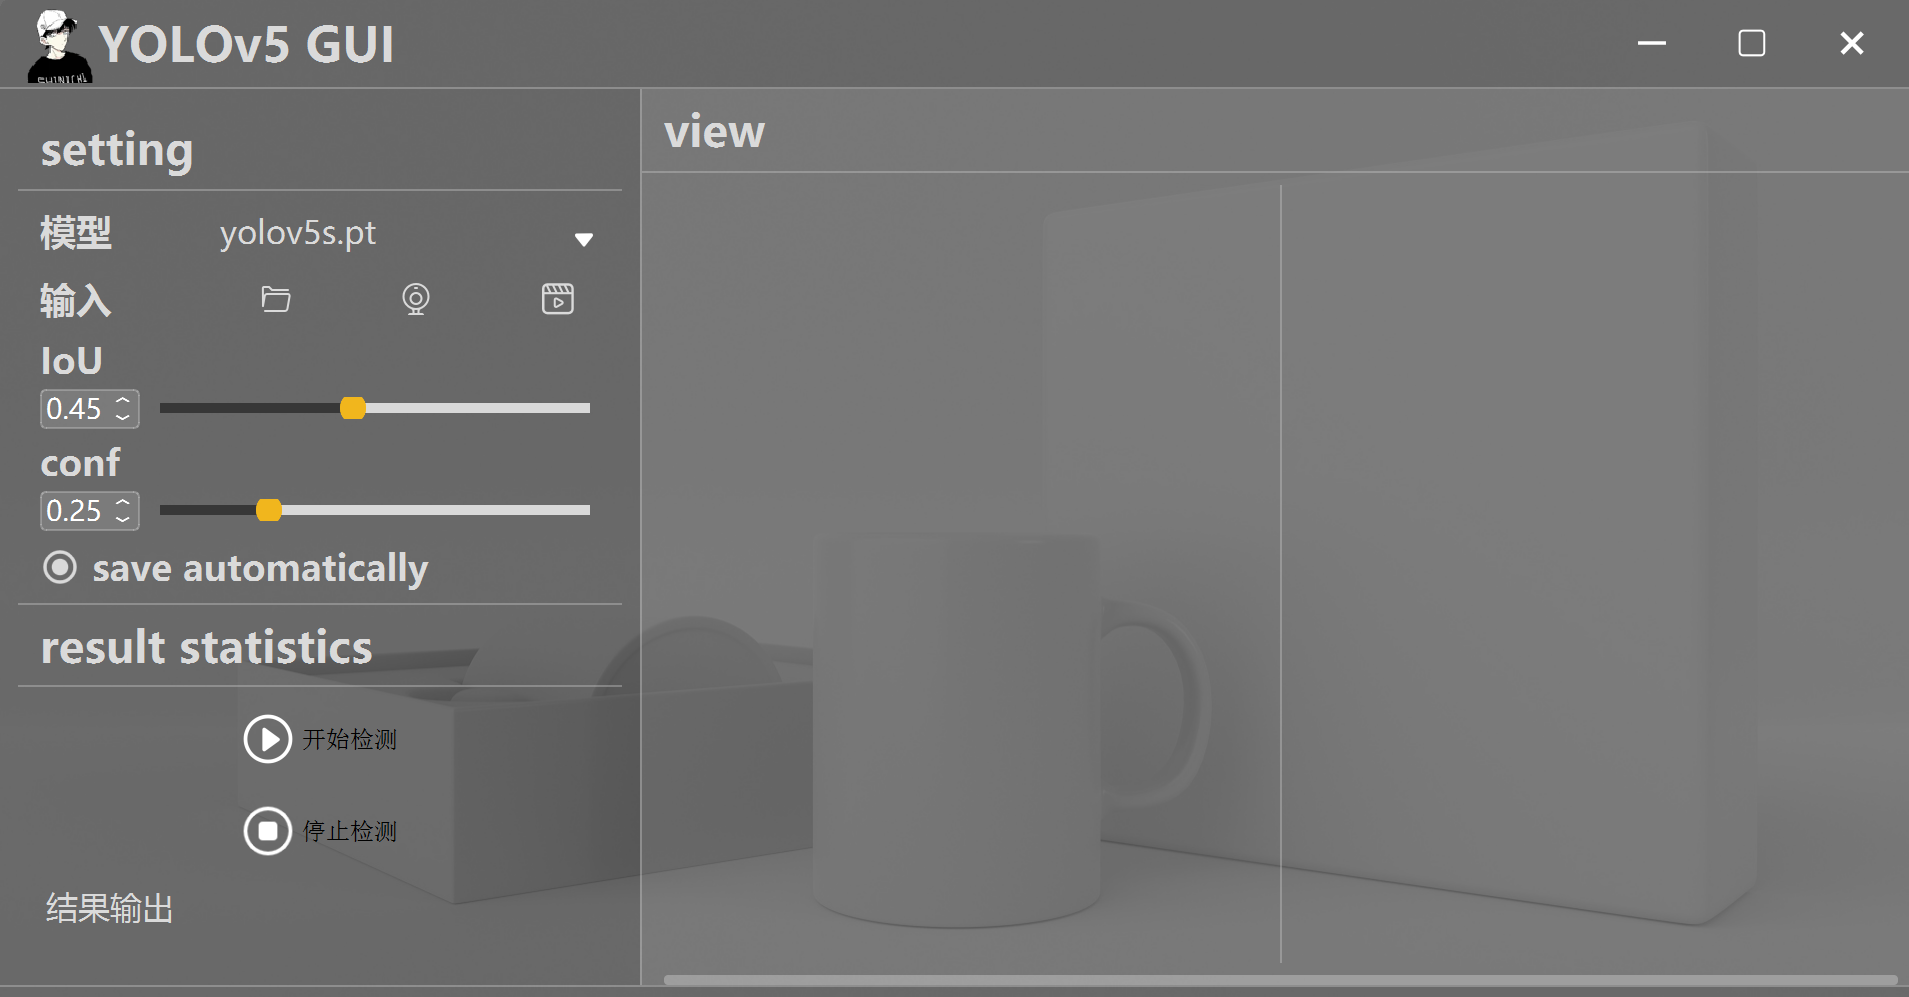 YOLOv5 GUI
setting
模型 yolov5s.pt
输入
IoU
0.45
conf
0.25
save automatically
result statistics
开始检测
停止检测
结果输出
view